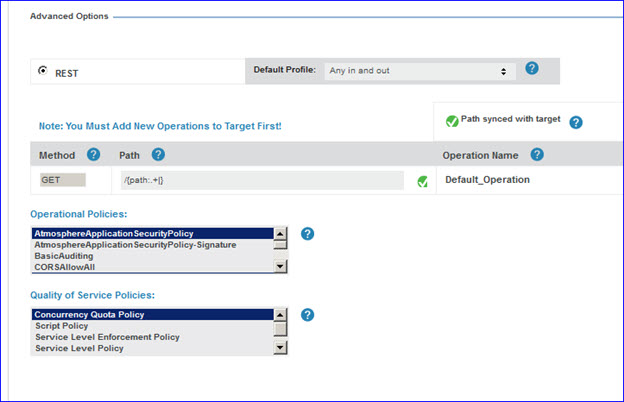 Advanced Options
REST
Default Profile: Any in and out ?
Note: You Must Add New Operations to Target First!
Path synced with target ?
Method ? Path ? Operation Name ?
GET /{path:.+|} Default_Operation
Operational Policies:
AtmosphereApplicationSecurityPolicy ?
AtmosphereApplicationSecurityPolicy-Signature
BasicAuditing
CORSAllowAll
Quality of Service Policies:
Concurrency Quota Policy ?
Script Policy
Service Level Enforcement Policy
Service Level Policy